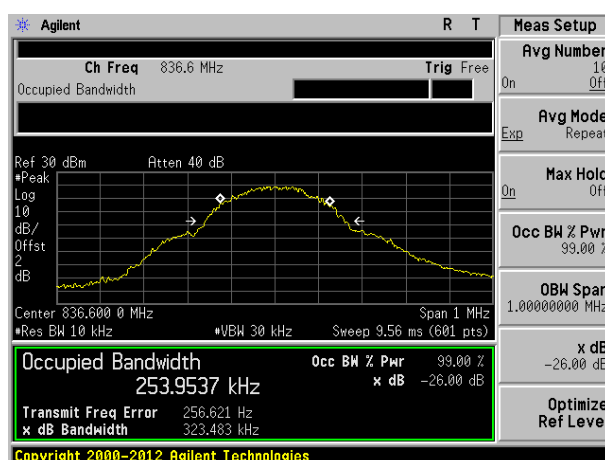 Agilent R T Meas Setup
Ch Freq 836.6 MHz Trig Free
Occupied Bandwidth
Avg Number
10
On Off
Avg Mode
Exp Repeat
Ref 30 dBm Atten 40 dB
#Peak
Log
10
dB/
Offst
2
dB
Max Hold
On Off
Occ BW % Pwr
99.00 %
OBW Span
1.00000000 MHz
Center 836.600 0 MHz Span 1 MHz
#Res BW 10 kHz #VBW 30 kHz Sweep 9.56 ms (601 pts)
Occupied Bandwidth Occ BW % Pwr 99.00 %
253.9537 kHz x dB -26.00 dB
Transmit Freq Error 256.621 Hz
x dB Bandwidth 323.483 kHz
x dB
-26.00 dB
Optimize
Ref Level
Copyright 2000-2012 Agilent Technologies